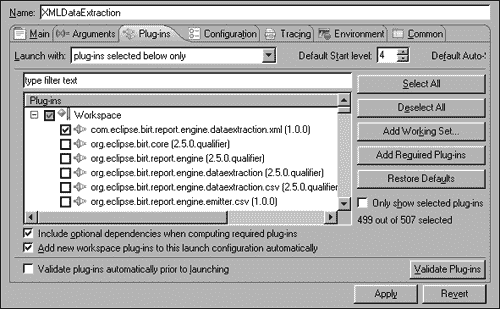 Name: XMLDataExtraction
Main Arguments Plug-ins Configuration Tracing Environment Common
Launch with: plug-ins selected below only Default Start level: 4 Default Auto-S
type filter text
Select All
Plug-ins
Workspace
Deselect All
com.eclipse.birt.report.engine.dataextraction.xml (1.0.0)
Add Working Set...
org.eclipse.birt.core (2.5.0.qualifier)
org.eclipse.birt.report.engine (2.5.0.qualifier)
Add Required Plug-ins
org.eclipse.birt.report.engine.dataextraction (2.5.0.qualifier)
Restore Defaults
org.eclipse.birt.report.engine.dataextraction.csv (2.5.0.qualifier)
org.eclipse.birt.report.engine.emitter.csv (1.0.0)
Only show selected plug-ins
499 out of 507 selected
Include optional dependencies when computing required plug-ins
Add new workspace plug-ins to this launch configuration automatically
Validate plug-ins automatically prior to launching Validate Plug-ins
Apply Revert